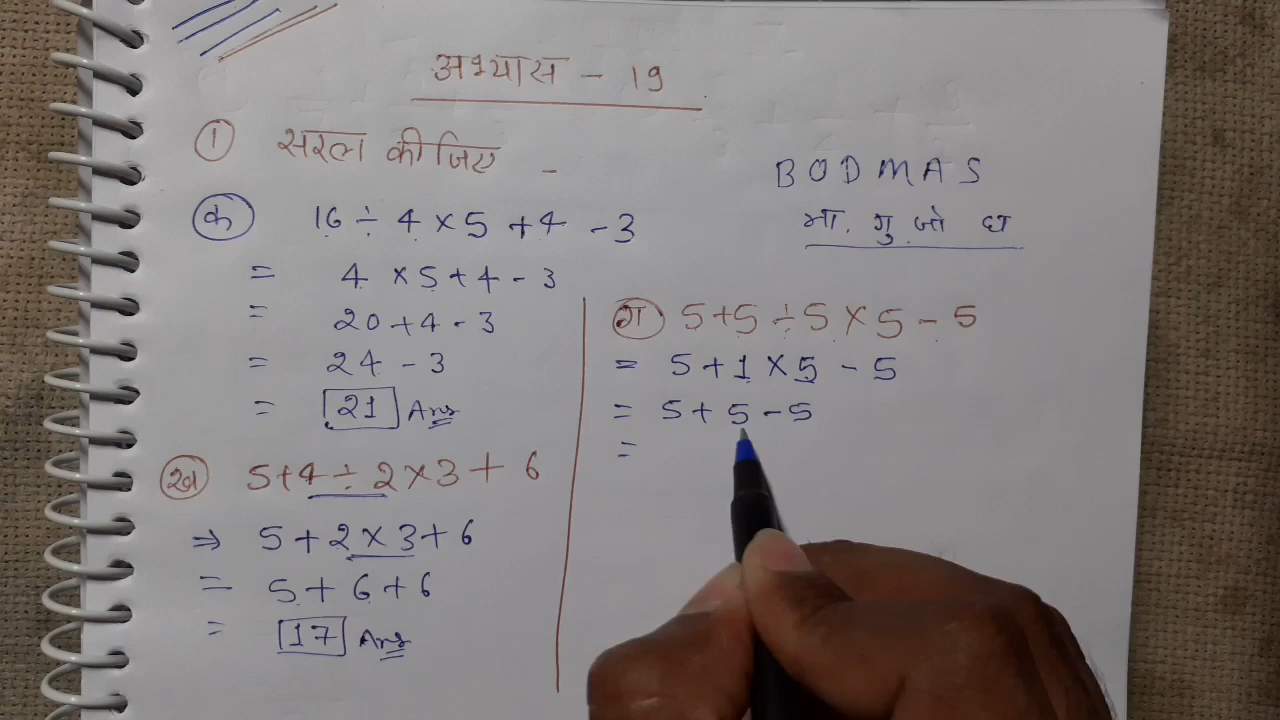 अभ्यास - 19
① सरल कीजिए -
BODMAS
भा. गु जो घ
क 16 ÷ 4 × 5 + 4 - 3
= 4 × 5 + 4 - 3
= 20 + 4 - 3
= 24 - 3
= 21 Ans
ख 5 + 4 ÷ 2 × 3 + 6
⇒ 5 + 2 × 3 + 6
= 5 + 6 + 6
= 17 Ans
ग 5 + 5 ÷ 5 × 5 - 5
= 5 + 1 × 5 - 5
= 5 + 5 - 5
=